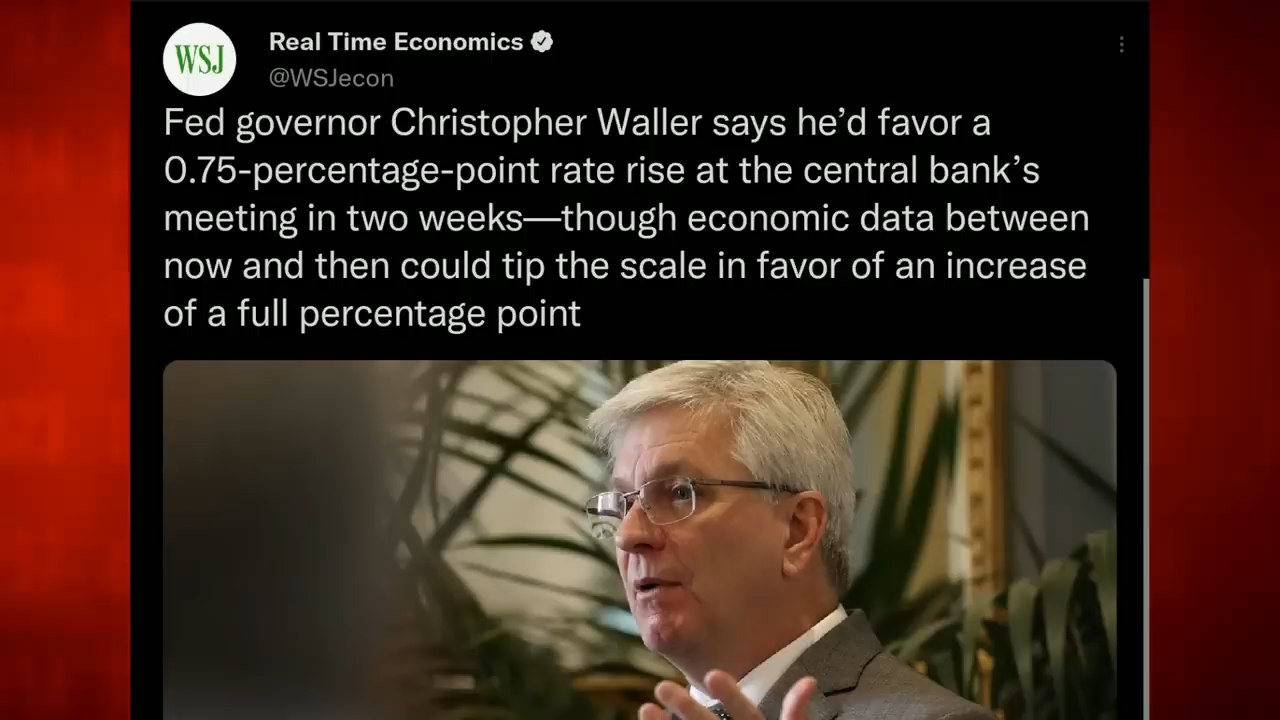 WSJ
Real Time Economics
@WSJecon
Fed governor Christopher Waller says he’d favor a
0.75-percentage-point rate rise at the central bank’s
meeting in two weeks—though economic data between
now and then could tip the scale in favor of an increase
of a full percentage point